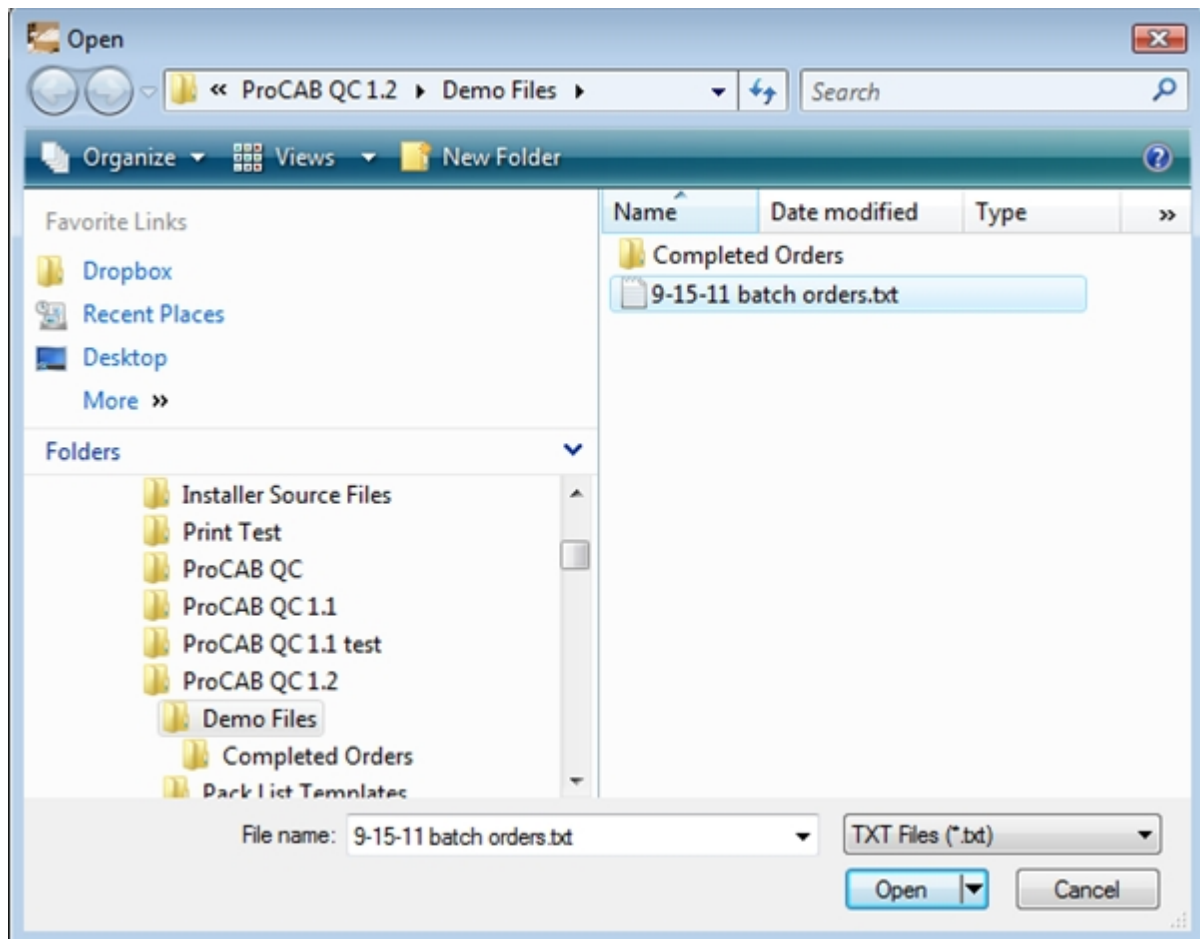 Open
« ProCAB QC 1.2 ▸ Demo Files ▸
Search
Organize Views New Folder
Favorite Links
Dropbox
Recent Places
Desktop
More »
Folders
Installer Source Files
Print Test
ProCAB QC
ProCAB QC 1.1
ProCAB QC 1.1 test
ProCAB QC 1.2
Demo Files
Completed Orders
Pack List Templates
Name Date modified Type »
Completed Orders
9-15-11 batch orders.txt
File name: 9-15-11 batch orders.txt TXT Files (*.txt)
Open Cancel